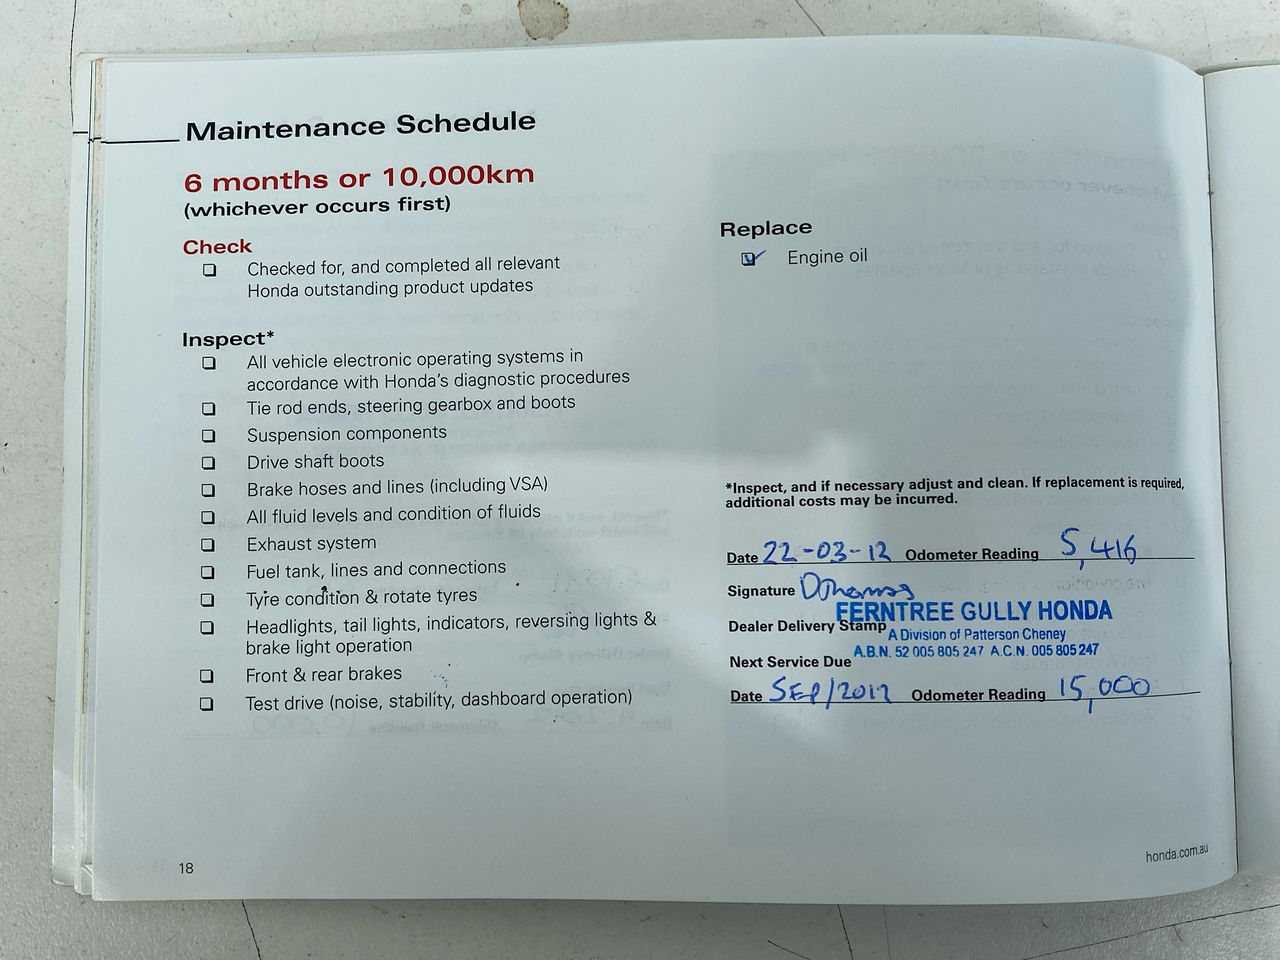 Maintenance Schedule
6 months or 10,000km
(whichever occurs first)
Check
Checked for, and completed all relevant
Honda outstanding product updates
Inspect*
All vehicle electronic operating systems in
accordance with Honda's diagnostic procedures
Tie rod ends, steering gearbox and boots
Suspension components
Drive shaft boots
Brake hoses and lines (including VSA)
All fluid levels and condition of fluids
Exhaust system
Fuel tank, lines and connections
Tyre condition & rotate tyres
Headlights, tail lights, indicators, reversing lights &
brake light operation
Front & rear brakes
Test drive (noise, stability, dashboard operation)
Replace
Engine oil
*Inspect, and if necessary adjust and clean. If replacement is required,
additional costs may be incurred.
Date 22-03-12 Odometer Reading 5,416
Signature DThomas
FERNTREE GULLY HONDA
Dealer Delivery Stamp
A Division of Patterson Cheney
A.B.N. 52 005 805 247 A.C.N. 005 805 247
Next Service Due
Date SEP/2012 Odometer Reading 15,000
18
honda.com.au